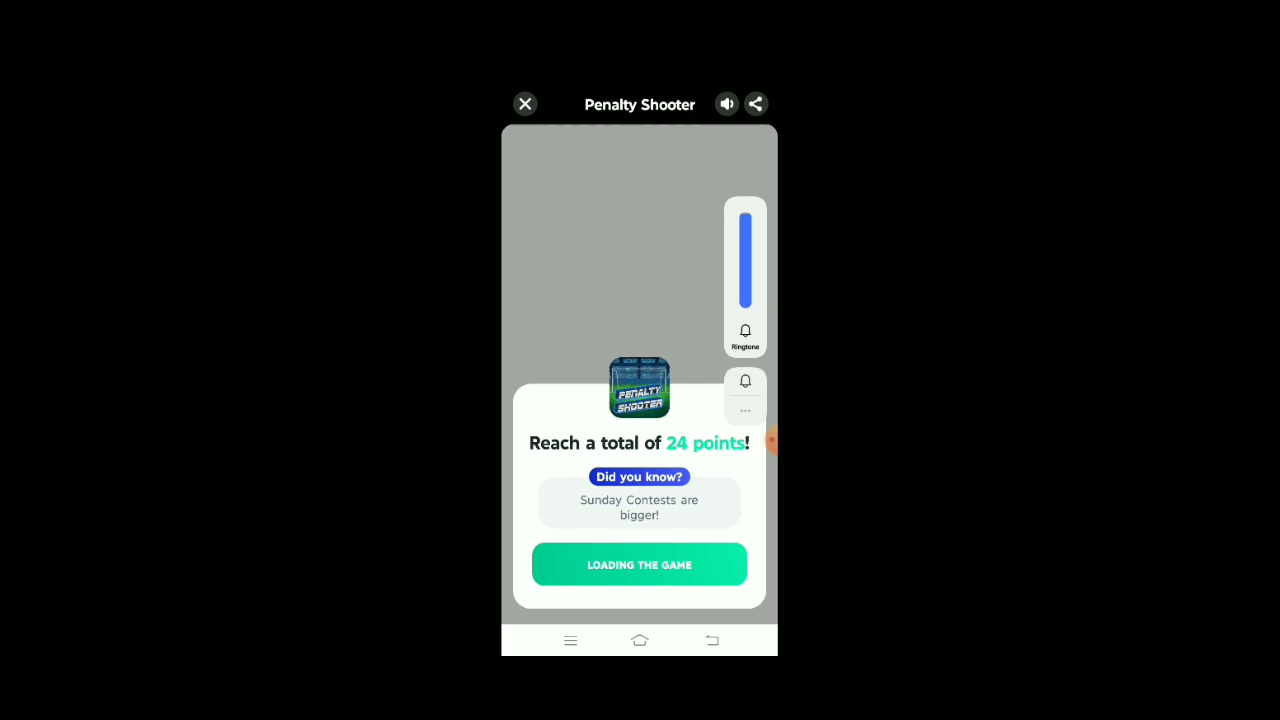 Penalty Shooter
Ringtone
PENALTY
SHOOTER
Reach a total of 24 points!
Did you know?
Sunday Contests are
bigger!
LOADING THE GAME